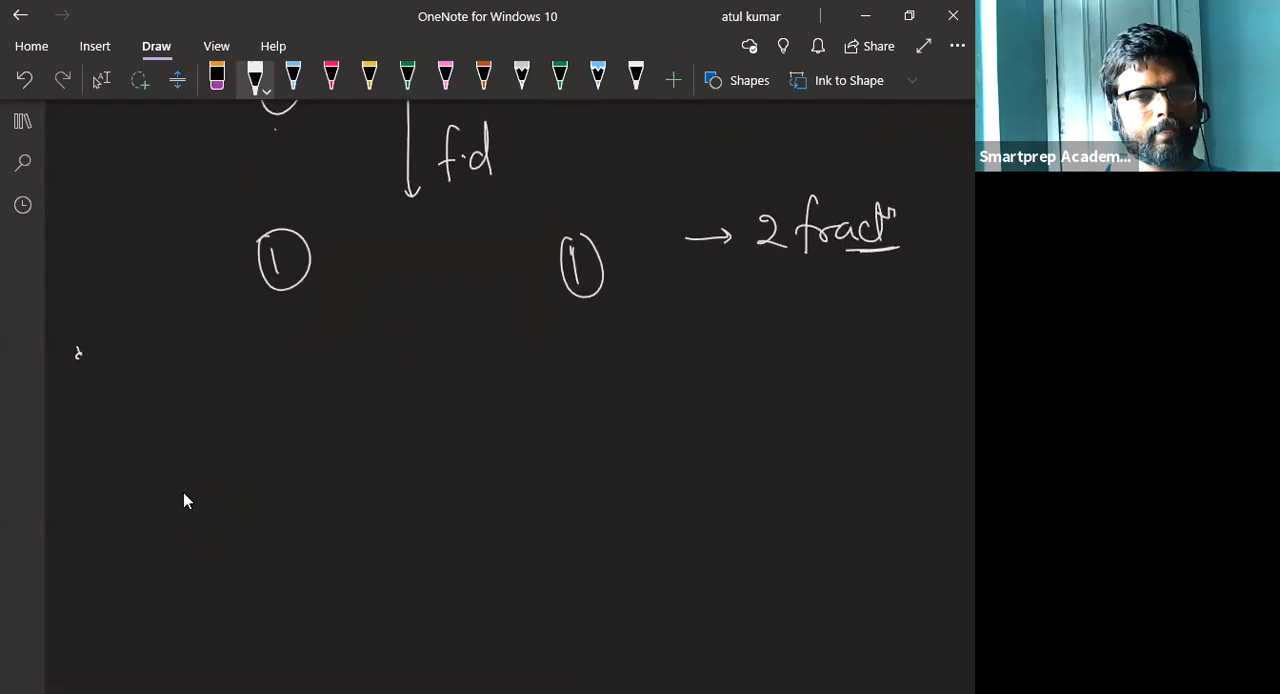 OneNote for Windows 10
atul kumar
Home Insert Draw View Help
Share
Shapes
Ink to Shape
Smartprep Academ...
f.d
1
1
→ 2 fractn